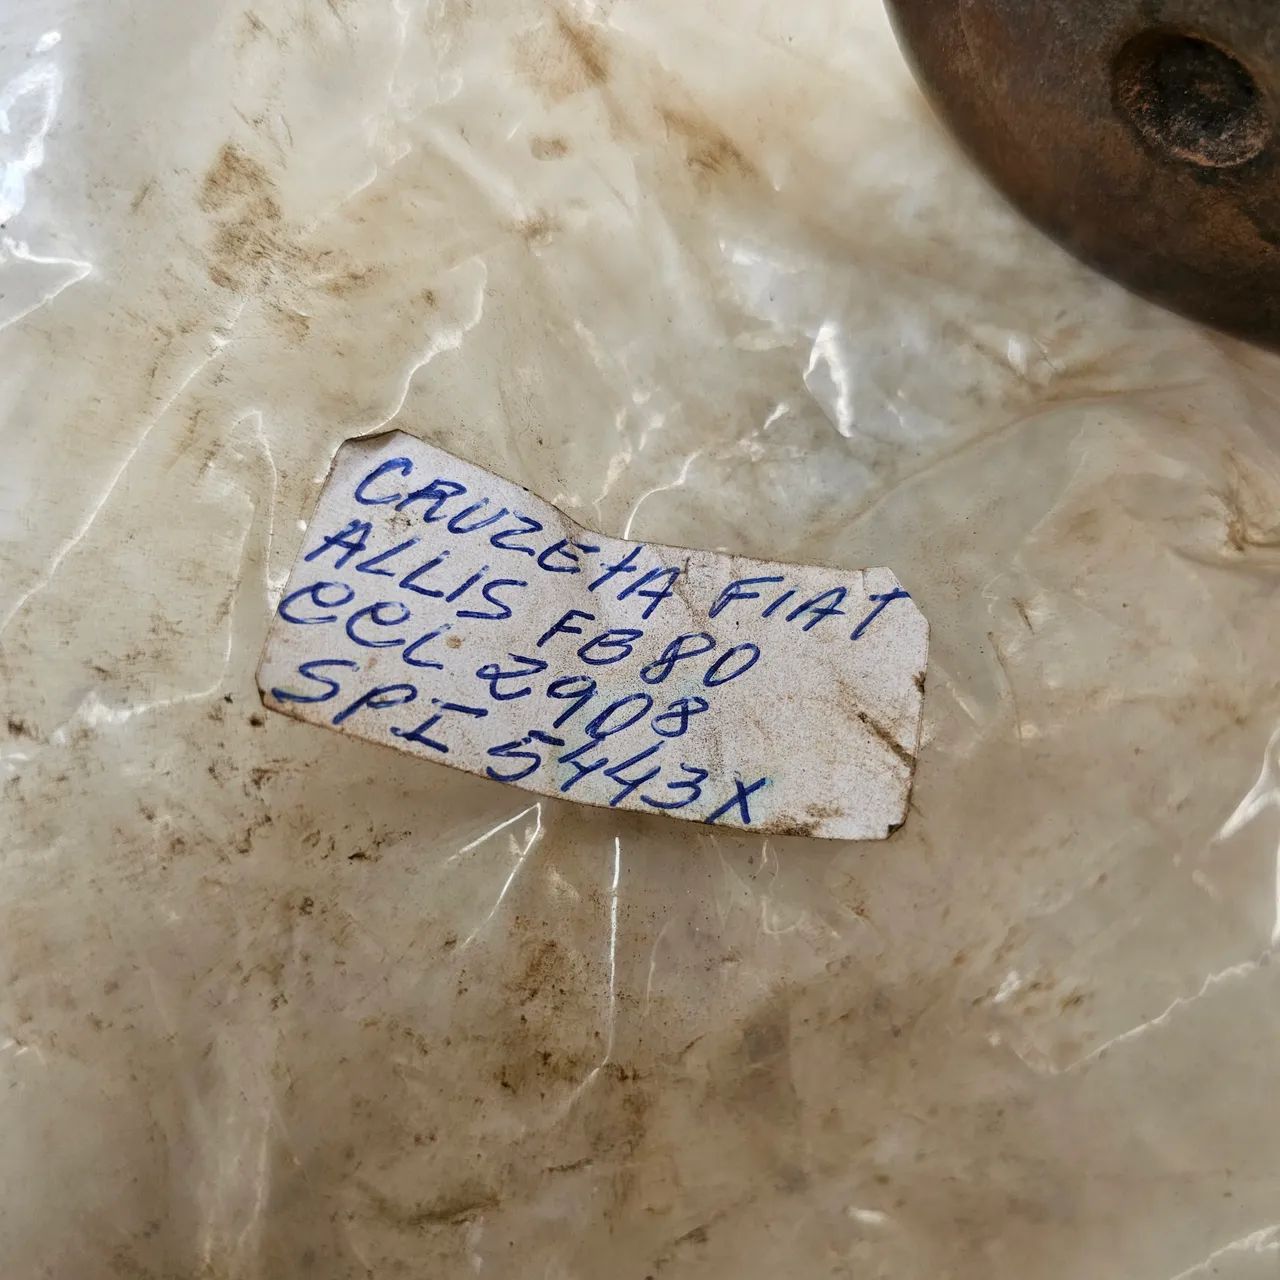 CRUZETA FIAT
ALLIS FB80
CCL 2908
SPI 5443X